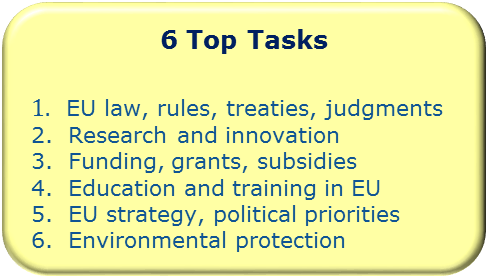 6 Top Tasks
1. EU law, rules, treaties, judgments
2. Research and innovation
3. Funding, grants, subsidies
4. Education and training in EU
5. EU strategy, political priorities
6. Environmental protection